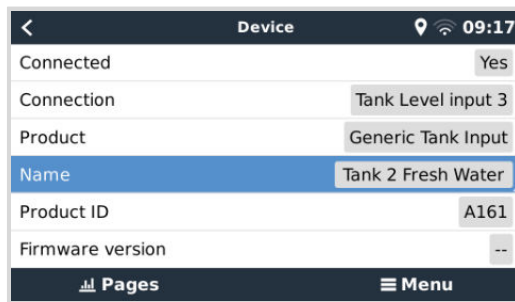 Device 09:17
Connected Yes
Connection Tank Level input 3
Product Generic Tank Input
Name Tank 2 Fresh Water
Product ID A161
Firmware version --
Pages Menu